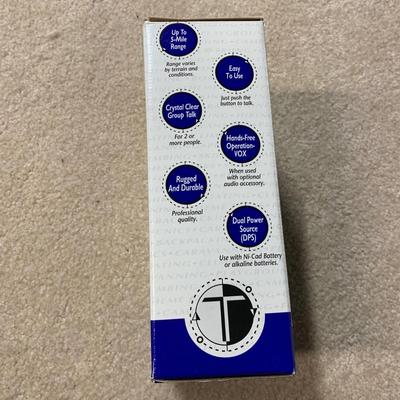 Up To
5-Mile
Range
Range varies
by terrain and
conditions.
Easy
To Use
Just push the
button to talk.
Crystal Clear
Group Talk
For 2 or
more people.
Hands-Free
Operation-
VOX
When used
with optional
audio accessory.
Rugged
And Durable
Professional
quality.
Dual Power
Source
(DPS)
Use with Ni-Cad Battery
or alkaline batteries.
T